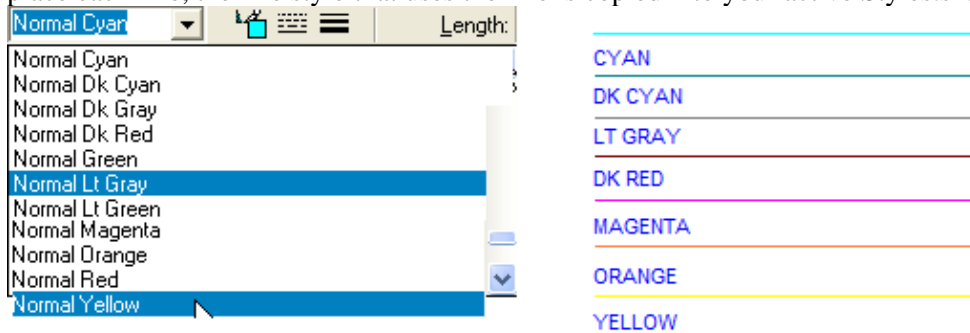 Normal Cyan
Length:
Normal Cyan
Normal Dk Cyan
Normal Dk Gray
Normal Dk Red
Normal Green
Normal Lt Gray
Normal Lt Green
Normal Magenta
Normal Orange
Normal Red
Normal Yellow
CYAN
DK CYAN
LT GRAY
DK RED
MAGENTA
ORANGE
YELLOW